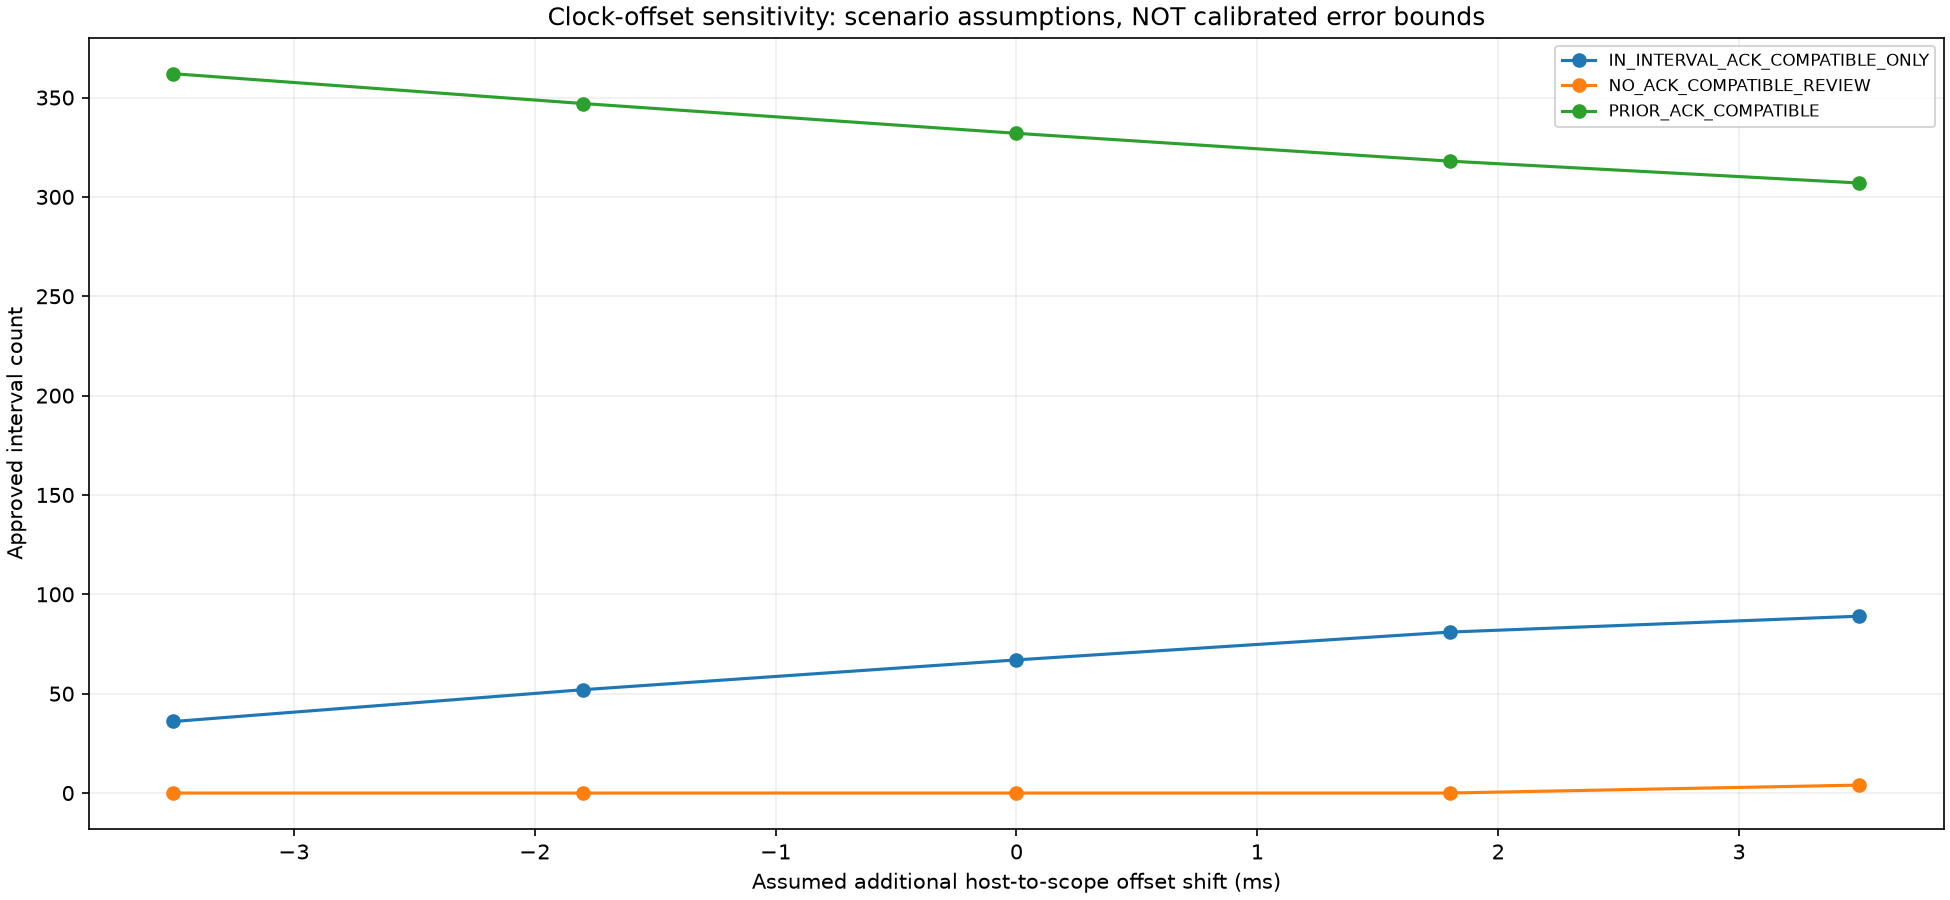 Clock-offset sensitivity: scenario assumptions, NOT calibrated error bounds
IN_INTERVAL_ACK_COMPATIBLE_ONLY
NO_ACK_COMPATIBLE_REVIEW
PRIOR_ACK_COMPATIBLE
Approved interval count
350
300
250
200
150
100
50
0
−3 −2 −1 0 1 2 3
Assumed additional host-to-scope offset shift (ms)